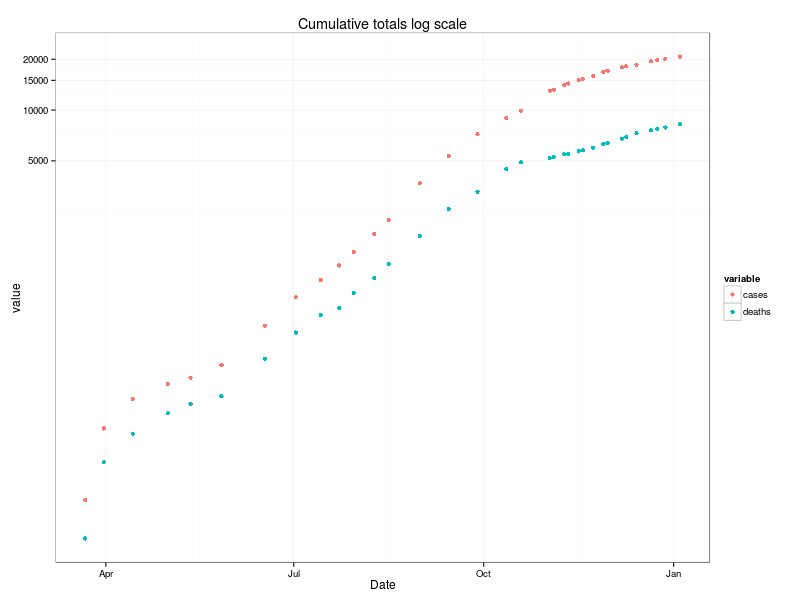 Cumulative totals log scale
20000
15000
10000
5000
value
Apr
Jul
Oct
Jan
Date
variable
cases
deaths